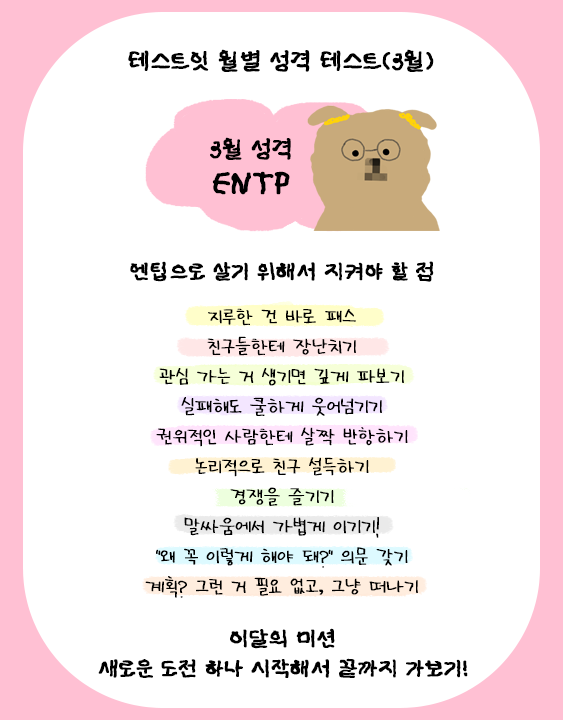 테스트잇 월별 성격 테스트(3월)
3월 성격
ENTP
엔팁으로 살기 위해서 지켜야 할 점
지루한 건 바로 패스
친구들한테 장난치기
관심 가는 거 생기면 깊게 파보기
실패해도 쿨하게 웃어넘기기
권위적인 사람한테 살짝 반항하기
논리적으로 친구 설득하기
경쟁을 즐기기
말싸움에서 가볍게 이기기!
"왜 꼭 이렇게 해야 돼?" 의문 갖기
계획? 그런 거 필요 없고, 그냥 떠나기
이달의 미션
새로운 도전 하나 시작해서 끝까지 가보기!